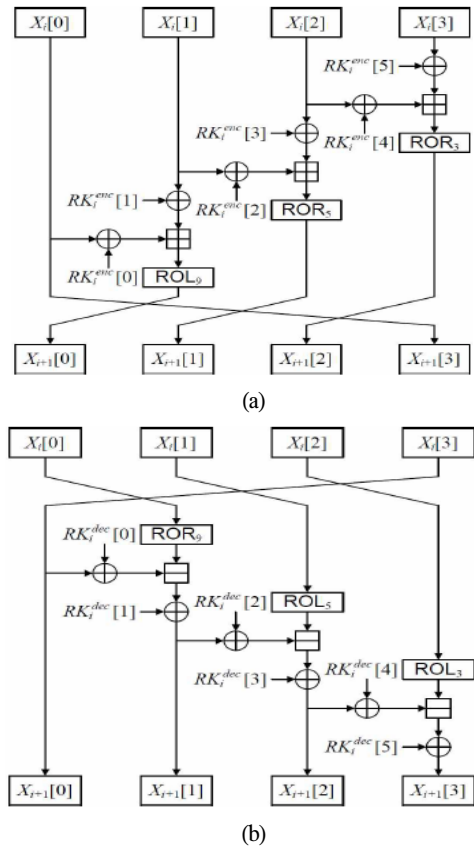 X_i[0] X_i[1] X_i[2] X_i[3]
RK_i^{enc}[5]
RK_i^{enc}[3] RK_i^{enc}[4] ROR_3
RK_i^{enc}[1] RK_i^{enc}[2] ROR_5
RK_i^{enc}[0]
ROL_9
X_{i+1}[0] X_{i+1}[1] X_{i+1}[2] X_{i+1}[3]
(a)
X_i[0] X_i[1] X_i[2] X_i[3]
RK_i^{dec}[0] ROR_9
RK_i^{dec}[1] RK_i^{dec}[2] ROL_5
RK_i^{dec}[3] RK_i^{dec}[4] ROL_3
RK_i^{dec}[5]
X_{i+1}[0] X_{i+1}[1] X_{i+1}[2] X_{i+1}[3]
(b)